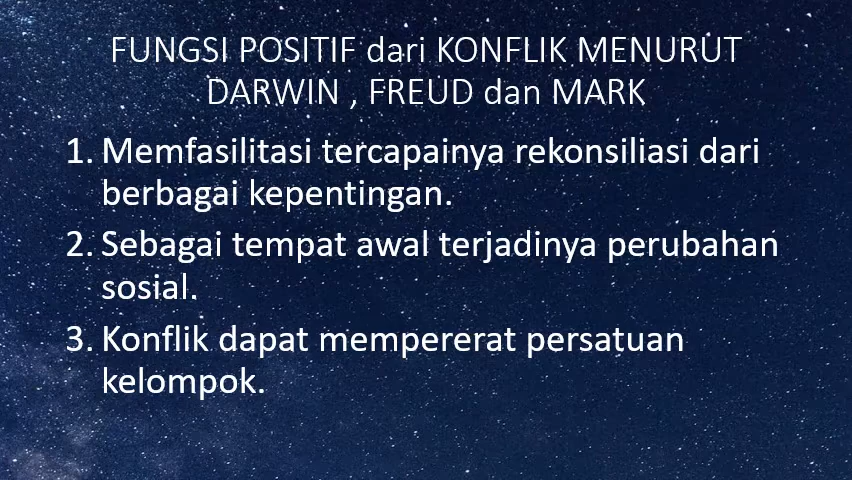 FUNGSI POSITIF dari KONFLIK MENURUT
DARWIN , FREUD dan MARK
1. Memfasilitasi tercapainya rekonsiliasi dari
berbagai kepentingan.
2. Sebagai tempat awal terjadinya perubahan
sosial.
3. Konflik dapat mempererat persatuan
kelompok.